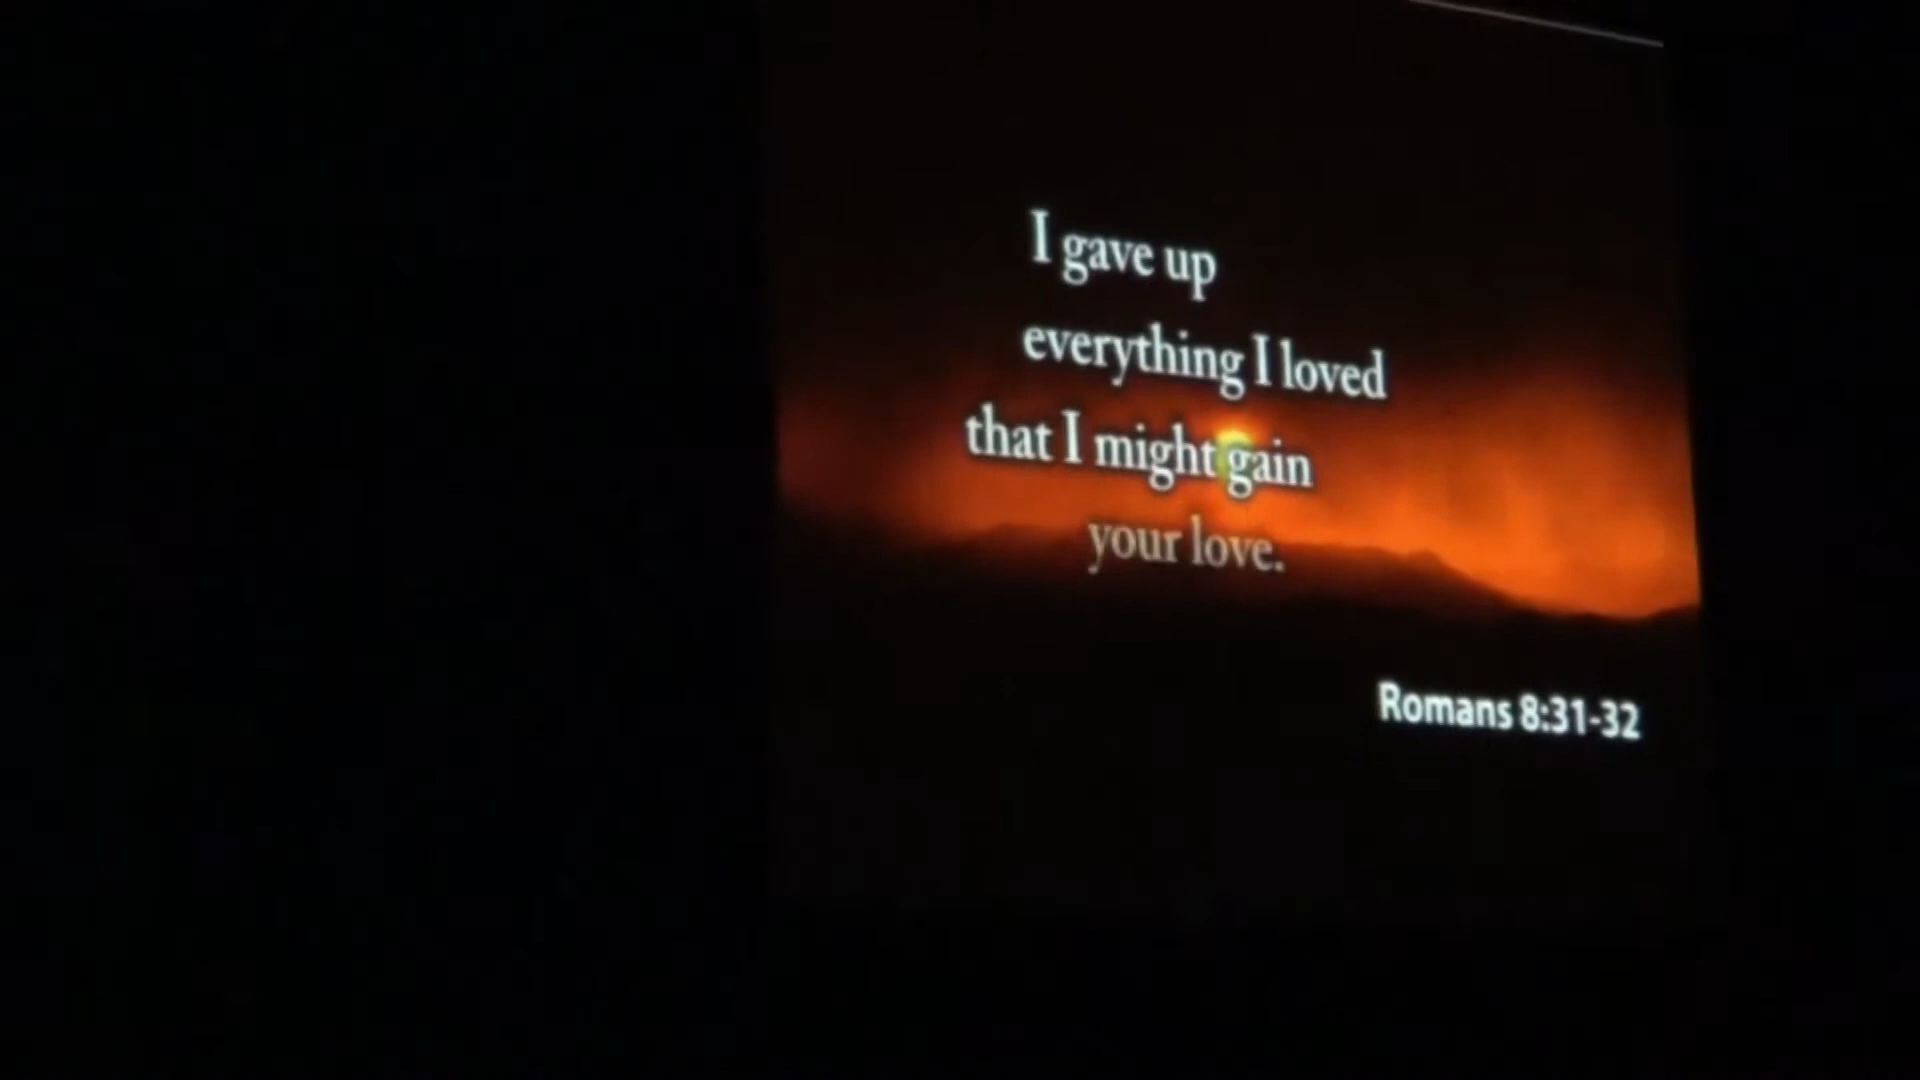 I gave up
everything I loved
that I might gain
your love.
Romans 8:31-32